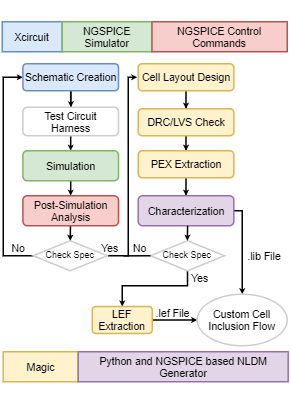 Xcircuit
NGSPICE
Simulator
NGSPICE Control
Commands
Schematic Creation
Test Circuit
Harness
Simulation
Post-Simulation
Analysis
Check Spec
No
Yes
Cell Layout Design
DRC/LVS Check
PEX Extraction
Characterization
Check Spec
No
Yes
.lib File
LEF
Extraction
.lef File
Custom Cell
Inclusion Flow
Magic
Python and NGSPICE based NLDM
Generator